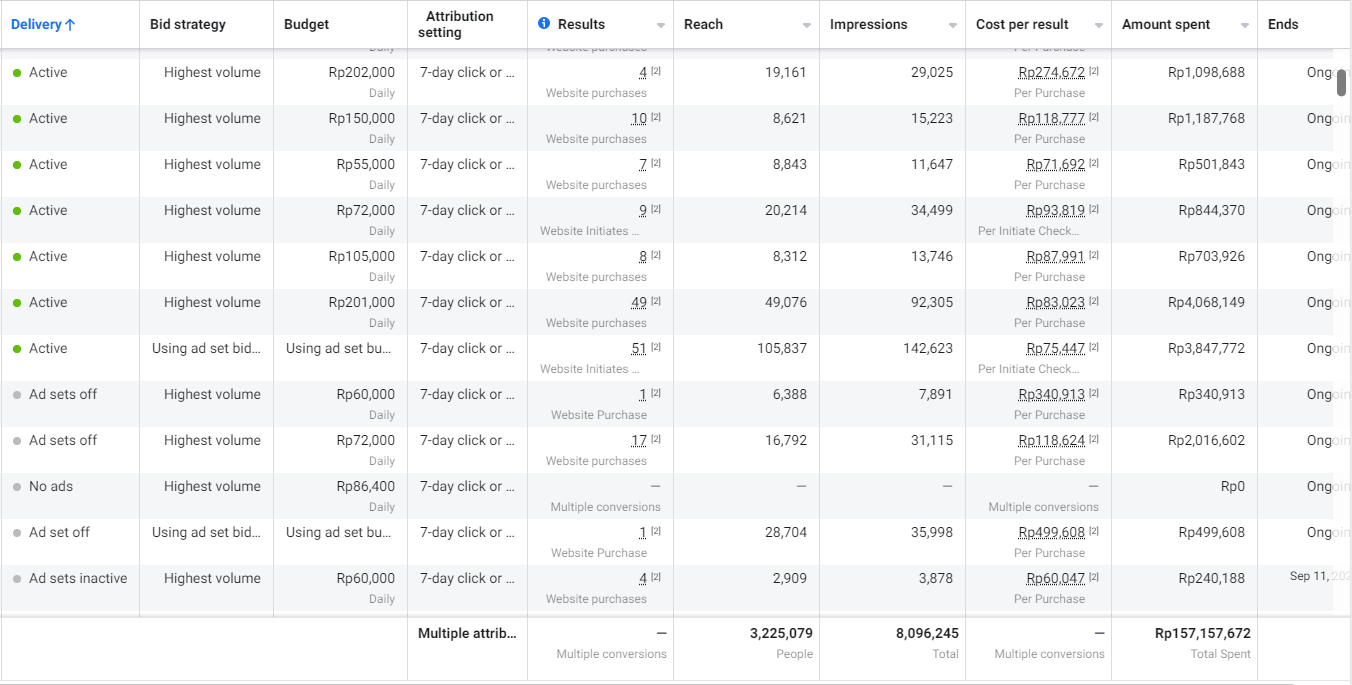 Delivery ↑ Bid strategy Budget Attribution setting Results Reach Impressions Cost per result Amount spent Ends
Daily Website purchases Per Purchase
Active Highest volume Rp202,000 7-day click or ... 4 [2] 19,161 29,025 Rp274,672 [2] Rp1,098,688 Ongoin
Daily Website purchases Per Purchase
Active Highest volume Rp150,000 7-day click or ... 10 [2] 8,621 15,223 Rp118,777 [2] Rp1,187,768 Ongoin
Daily Website purchases Per Purchase
Active Highest volume Rp55,000 7-day click or ... 7 [2] 8,843 11,647 Rp71,692 [2] Rp501,843 Ongoin
Daily Website purchases Per Purchase
Active Highest volume Rp72,000 7-day click or ... 9 [2] 20,214 34,499 Rp93,819 [2] Rp844,370 Ongoin
Daily Website Initiates ... Per Initiate Check...
Active Highest volume Rp105,000 7-day click or ... 8 [2] 8,312 13,746 Rp87,991 [2] Rp703,926 Ongoin
Daily Website purchases Per Purchase
Active Highest volume Rp201,000 7-day click or ... 49 [2] 49,076 92,305 Rp83,023 [2] Rp4,068,149 Ongoin
Daily Website purchases Per Purchase
Active Using ad set bid... Using ad set bu... 7-day click or ... 51 [2] 105,837 142,623 Rp75,447 [2] Rp3,847,772 Ongoin
Website Initiates ... Per Initiate Check...
Ad sets off Highest volume Rp60,000 7-day click or ... 1 [2] 6,388 7,891 Rp340,913 [2] Rp340,913 Ongoin
Daily Website Purchase Per Purchase
Ad sets off Highest volume Rp72,000 7-day click or ... 17 [2] 16,792 31,115 Rp118,624 [2] Rp2,016,602 Ongoin
Daily Website purchases Per Purchase
No ads Highest volume Rp86,400 7-day click or ... — — — — Rp0 Ongoin
Daily Multiple conversions Multiple conversions
Ad set off Using ad set bid... Using ad set bu... 7-day click or ... 1 [2] 28,704 35,998 Rp499,608 [2] Rp499,608 Ongoin
Website Purchase Per Purchase
Ad sets inactive Highest volume Rp60,000 7-day click or ... 4 [2] 2,909 3,878 Rp60,047 [2] Rp240,188 Sep 11, 202
Daily Website purchases Per Purchase
Multiple attrib... — 3,225,079 8,096,245 — Rp157,157,672
Multiple conversions People Total Multiple conversions Total Spent